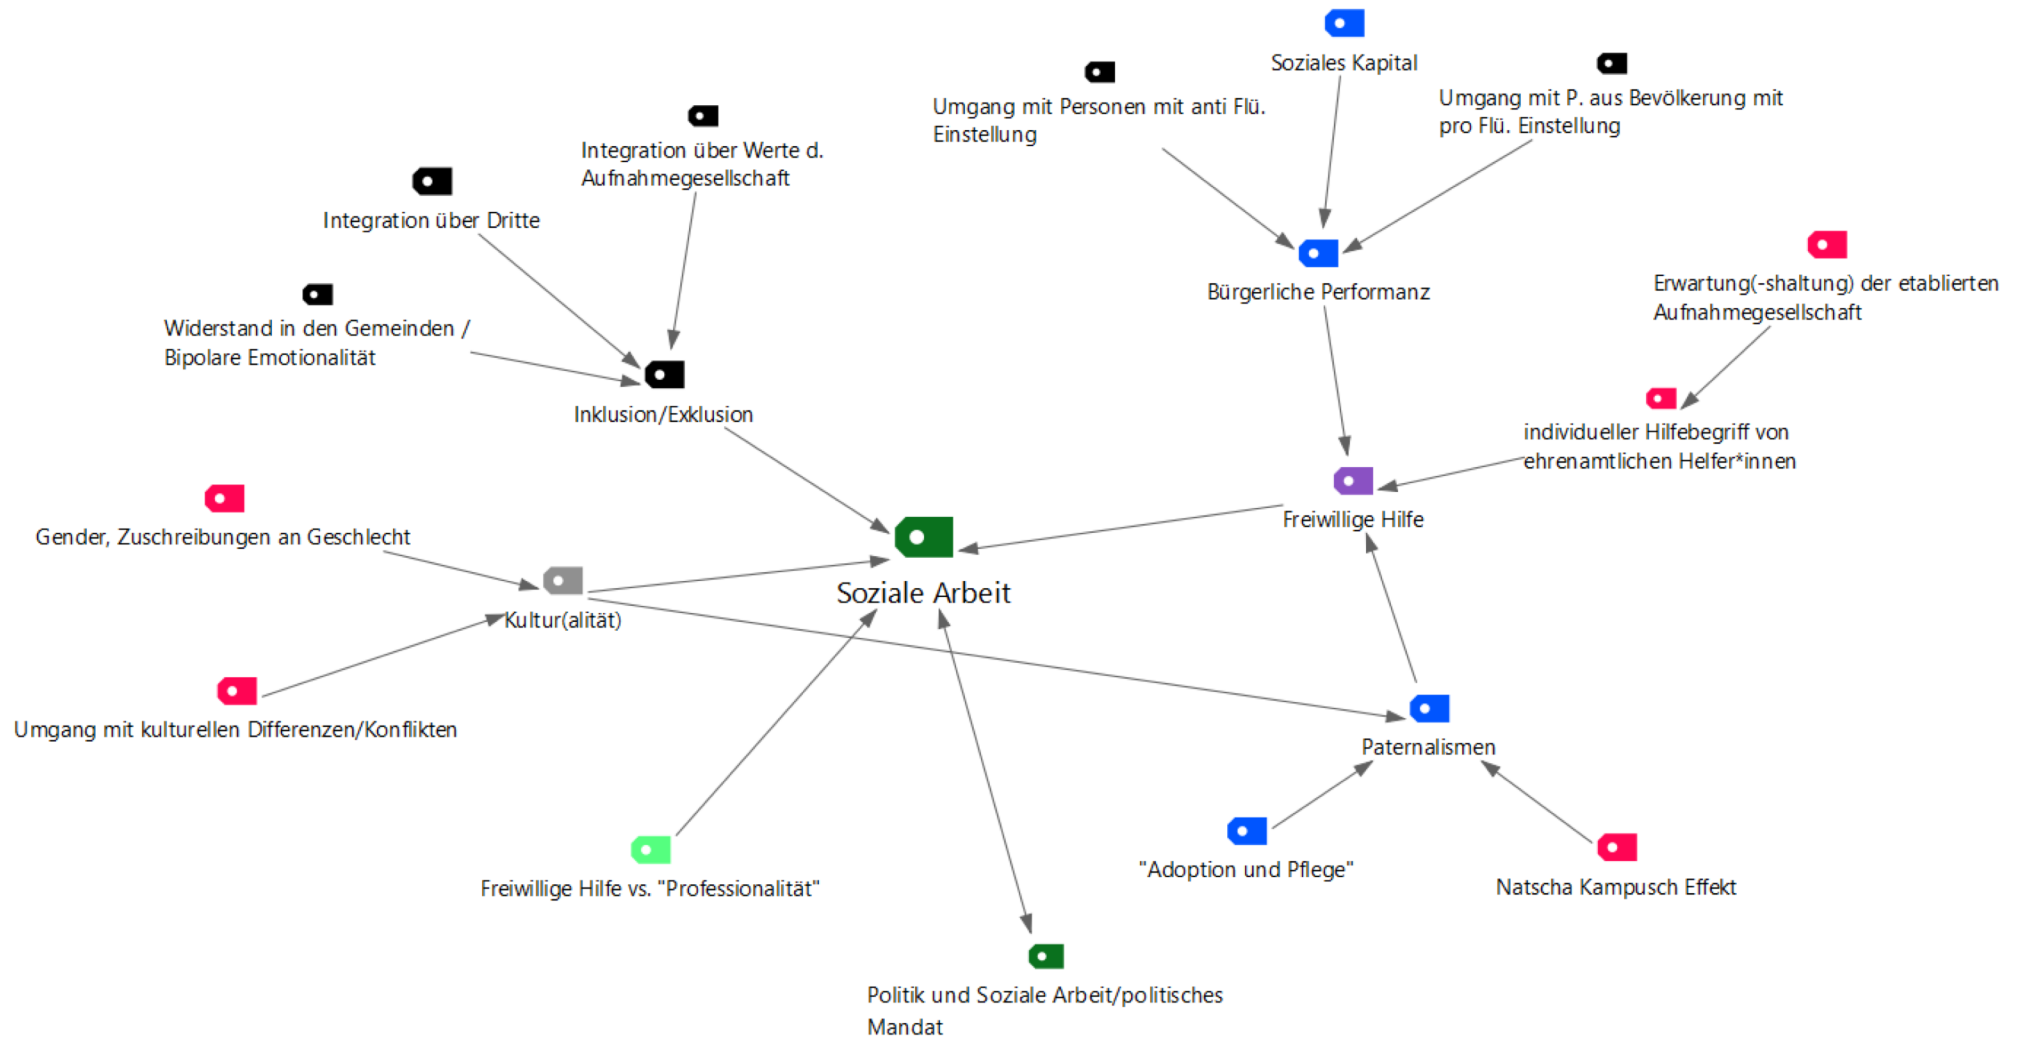 Soziales Kapital
Umgang mit Personen mit anti Flü.
Einstellung
Umgang mit P. aus Bevölkerung mit
pro Flü. Einstellung
Integration über Werte d.
Aufnahmegesellschaft
Integration über Dritte
Bürgerliche Performanz
Erwartung(-shaltung) der etablierten
Aufnahmegesellschaft
Widerstand in den Gemeinden /
Bipolare Emotionalität
Inklusion/Exklusion
individueller Hilfebegriff von
ehrenamtlichen Helfer*innen
Freiwillige Hilfe
Gender, Zuschreibungen an Geschlecht
Soziale Arbeit
Kultur(alität)
Umgang mit kulturellen Differenzen/Konflikten
Paternalismen
"Adoption und Pflege"
Freiwillige Hilfe vs. "Professionalität"
Natscha Kampusch Effekt
Politik und Soziale Arbeit/politisches
Mandat